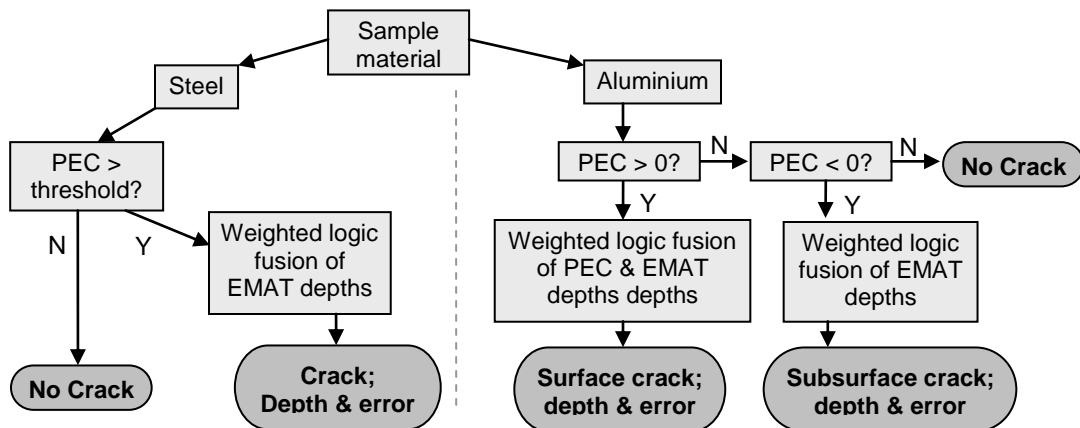 Sample
material
Steel
Aluminium
PEC >
threshold?
PEC > 0?
N
PEC < 0?
N
No Crack
N
Y
Y
Y
Weighted logic
fusion of
EMAT depths
Weighted logic fusion
of PEC & EMAT
depths depths
Weighted logic
fusion of EMAT
depths
No Crack
Crack;
Depth & error
Surface crack;
depth & error
Subsurface crack;
depth & error